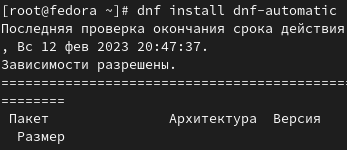 [root@fedora ~]# dnf install dnf-automatic
Последняя проверка окончания срока действия
, Вс 12 фев 2023 20:47:37.
Зависимости разрешены.
===========================================
========
Пакет Архитектура Версия
Размер